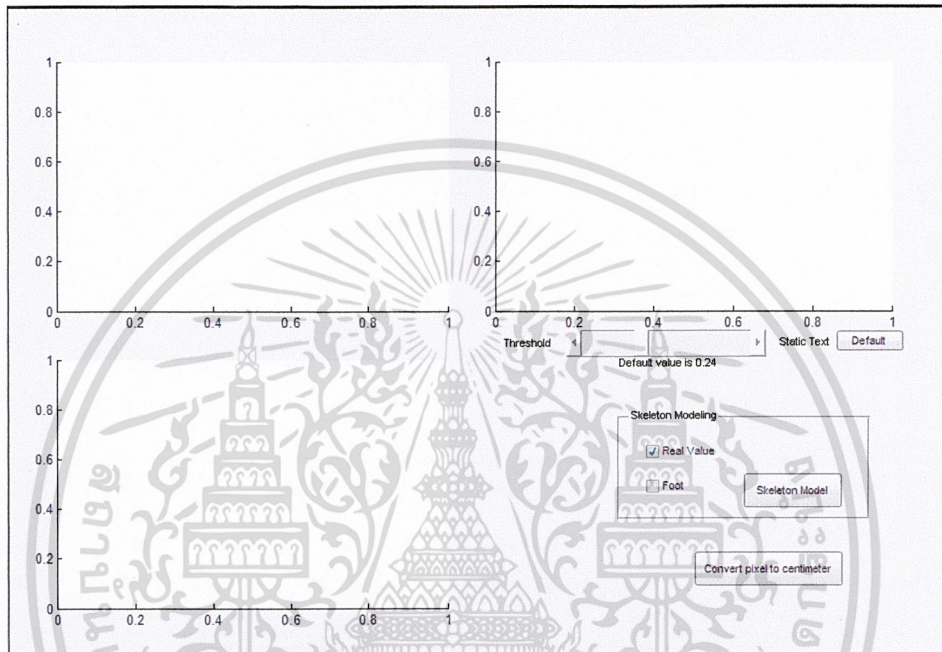 1
0.8
0.6
0.4
0.2
0
0 0.2 0.4 0.6 0.8 1
1
0.8
0.6
0.4
0.2
0
0 0.2 0.4 0.6 0.8 1
Threshold Static Text Default
Default value is 0.24
1
0.8
0.6
0.4
0.2
0
0 0.2 0.4 0.6 0.8 1
Skeleton Modeling
Real Value
Foot Skeleton Model
Convert pixel to centimeter